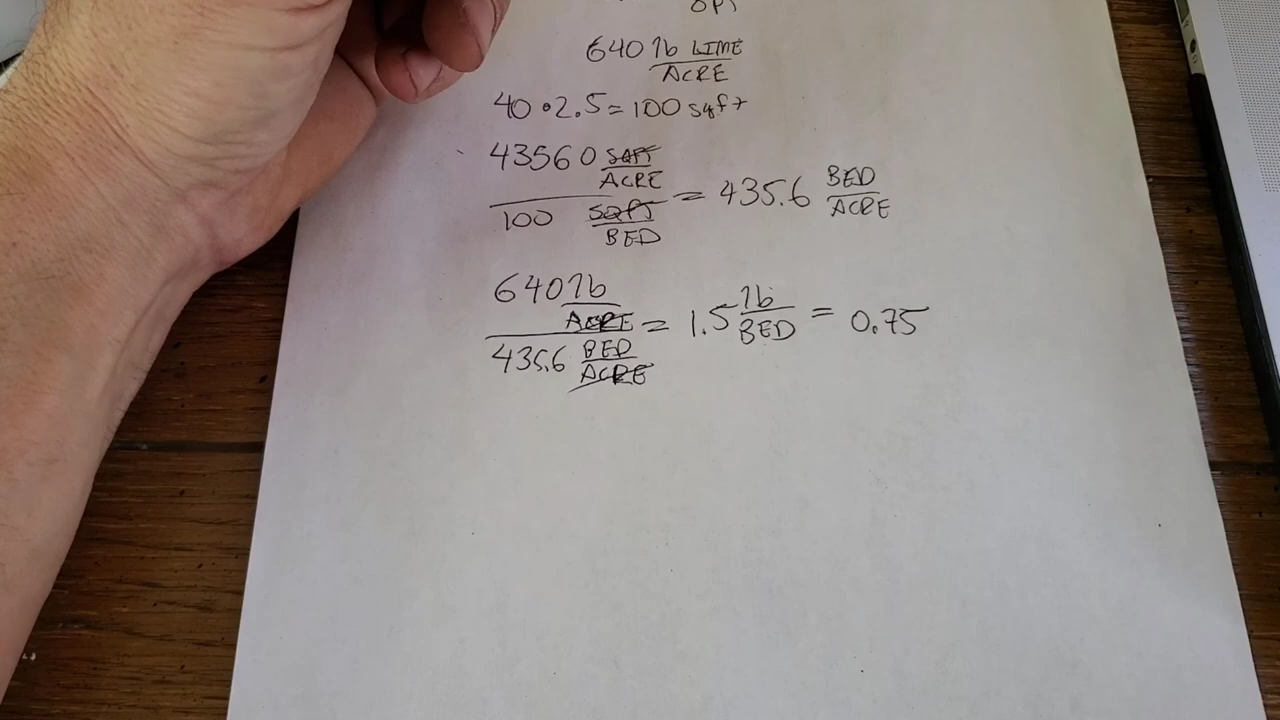 OPT
640 lb LIME
ACRE
40 • 2.5 = 100 sqft
43560 SQFT
ACRE
100 SQFT
BED
= 435.6 BED
ACRE
640 lb
ACRE
435.6 BED
ACRE
= 1.5 lb
BED
= 0.75